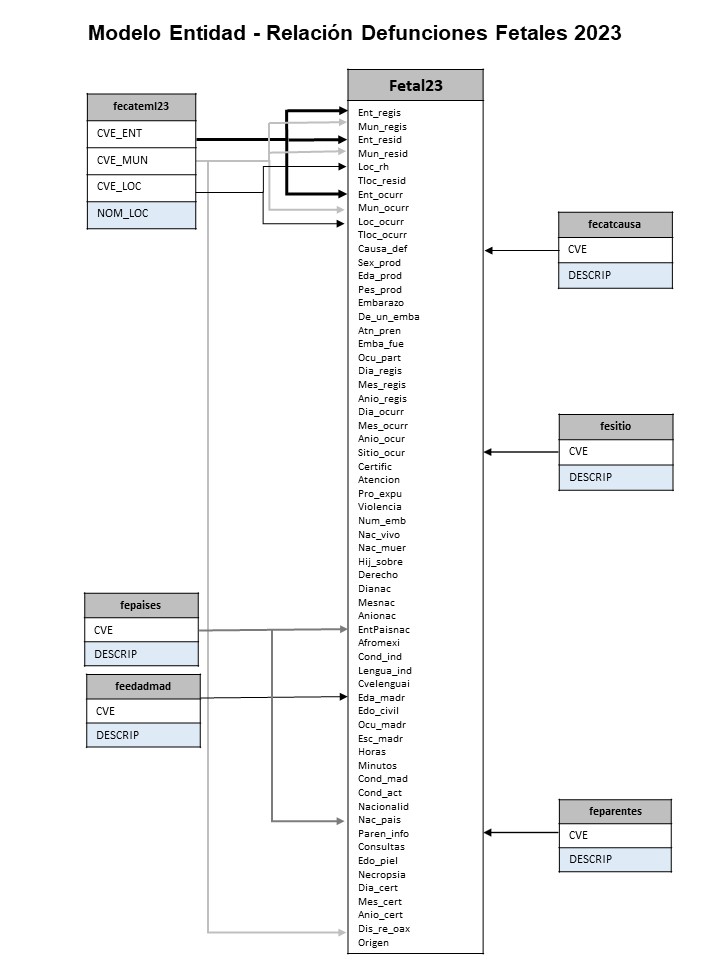 Modelo Entidad - Relación Defunciones Fetales 2023
fecateml23
CVE_ENT
CVE_MUN
CVE_LOC
NOM_LOC
fepaises
CVE
DESCRIP
feedadmad
CVE
DESCRIP
Fetal23
Ent_regis
Mun_regis
Ent_resid
Mun_resid
Loc_rh
Tloc_resid
Ent_ocurr
Mun_ocurr
Loc_ocurr
Tloc_ocurr
Causa_def
Sex_prod
Eda_prod
Pes_prod
Embarazo
De_un_emba
Atn_pren
Emba_fue
Ocu_part
Dia_regis
Mes_regis
Anio_regis
Dia_ocurr
Mes_ocurr
Anio_ocur
Sitio_ocur
Certific
Atencion
Pro_expu
Violencia
Num_emb
Nac_vivo
Nac_muer
Hij_sobre
Derecho
Dianac
Mesnac
Anionac
EntPaisnac
Afromexi
Cond_ind
Lengua_ind
Cvelenguai
Eda_madr
Edo_civil
Ocu_madr
Esc_madr
Horas
Minutos
Cond_mad
Cond_act
Nacionalid
Nac_pais
Paren_info
Consultas
Edo_piel
Necropsia
Dia_cert
Mes_cert
Anio_cert
Dis_re_oax
Origen
fecatcausa
CVE
DESCRIP
fesitio
CVE
DESCRIP
feparentes
CVE
DESCRIP